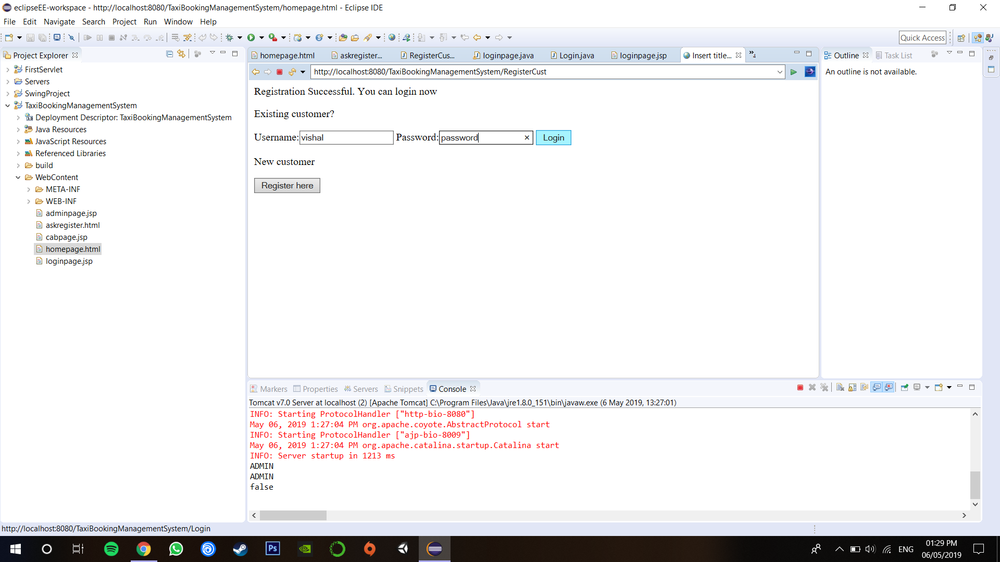 eclipseEE-workspace - http://localhost:8080/TaxiBookingManagementSystem/homepage.html - Eclipse IDE
File Edit Navigate Search Project Run Window Help
Quick Access
Project Explorer
FirstServlet
Servers
SwingProject
TaxiBookingManagementSystem
Deployment Descriptor: TaxiBookingManagementSystem
Java Resources
JavaScript Resources
Referenced Libraries
build
WebContent
META-INF
WEB-INF
adminpage.jsp
askregister.html
cabpage.jsp
homepage.html
loginpage.jsp
homepage.html askregister... RegisterCus... loginpage.java Login.java loginpage.jsp Insert title... »4
http://localhost:8080/TaxiBookingManagementSystem/RegisterCust
Registration Successful. You can login now
Existing customer?
Username: vishal Password: password Login
New customer
Register here
Outline Task List
An outline is not available.
Markers Properties Servers Snippets Console
Tomcat v7.0 Server at localhost (2) [Apache Tomcat] C:\Program Files\Java\jre1.8.0_151\bin\javaw.exe (6 May 2019, 13:27:01)
INFO: Starting ProtocolHandler ["http-bio-8080"]
May 06, 2019 1:27:04 PM org.apache.coyote.AbstractProtocol start
INFO: Starting ProtocolHandler ["ajp-bio-8009"]
May 06, 2019 1:27:04 PM org.apache.catalina.startup.Catalina start
INFO: Server startup in 1213 ms
ADMIN
ADMIN
false
http://localhost:8080/TaxiBookingManagementSystem/Login
Ps
ENG
01:29 PM
06/05/2019